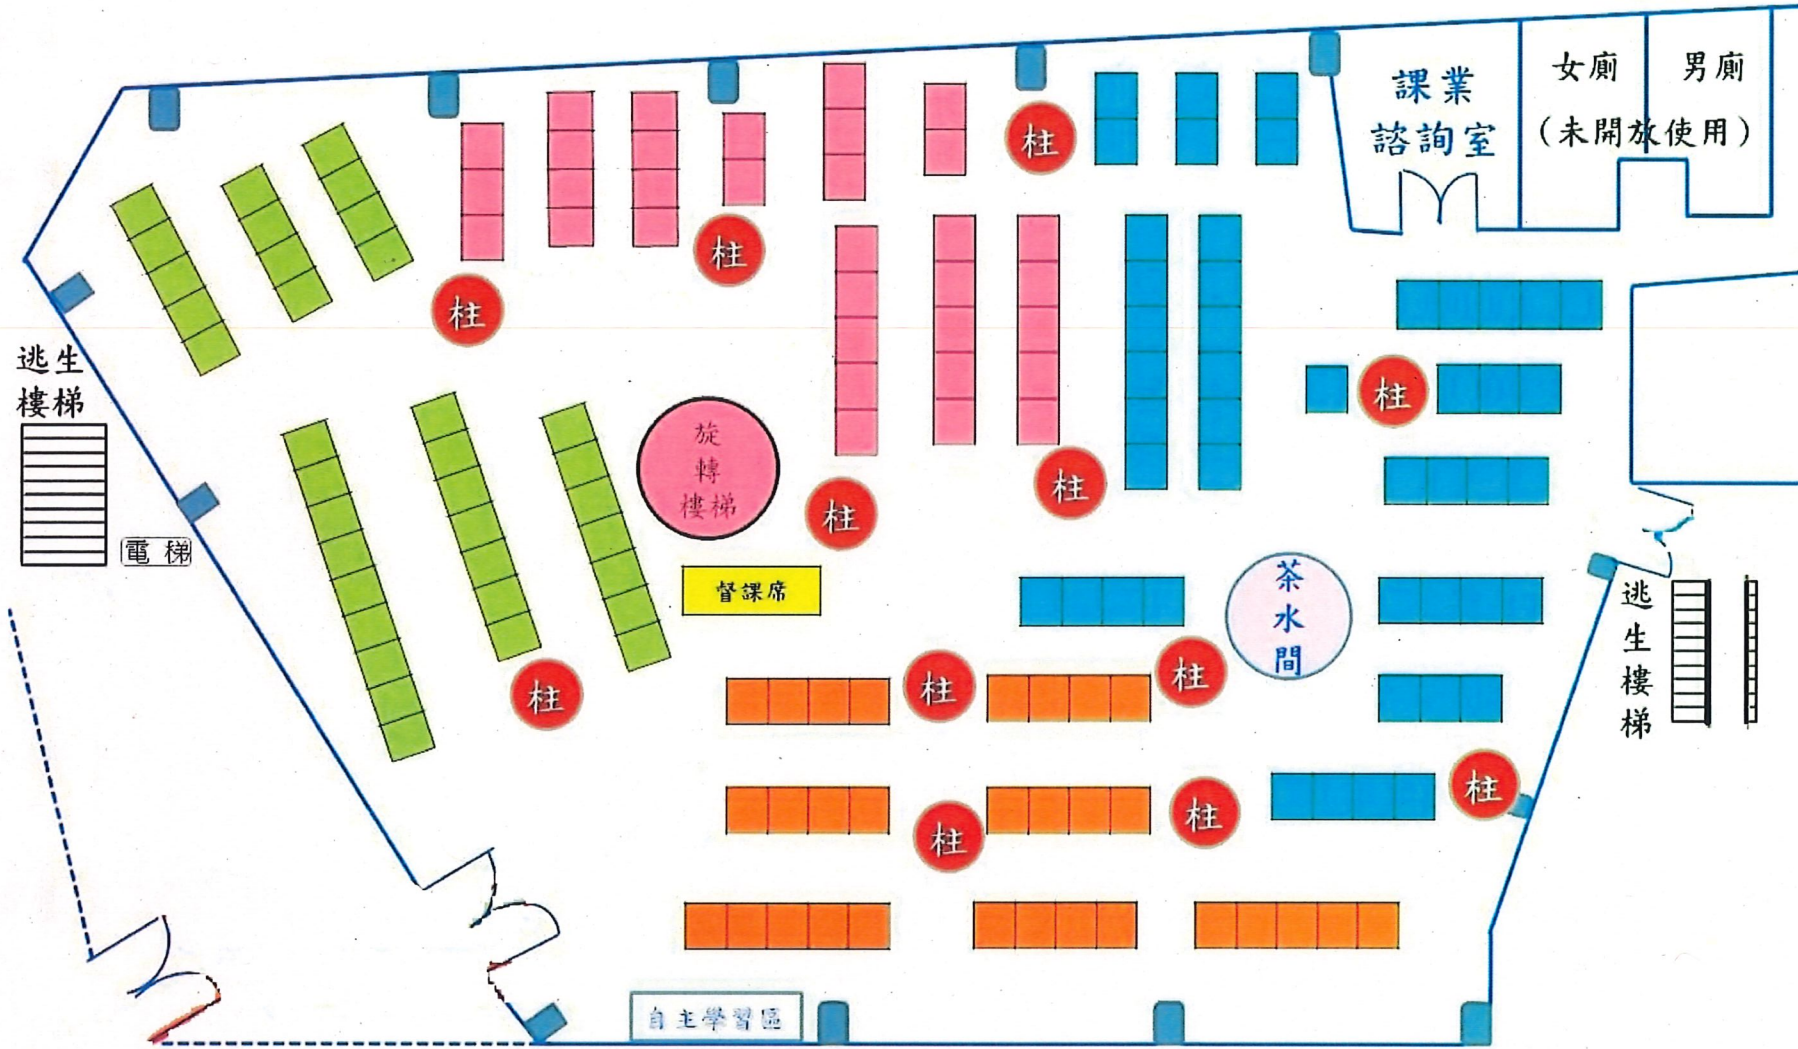 女廁
男廁
課業
諮詢室
(未開放使用)
柱
柱
柱
逃生
樓梯
柱
旋
轉
樓梯
柱
柱
電梯
茶
水
間
督課席
逃
生
樓
梯
柱
柱
柱
柱
柱
柱
自主學習區